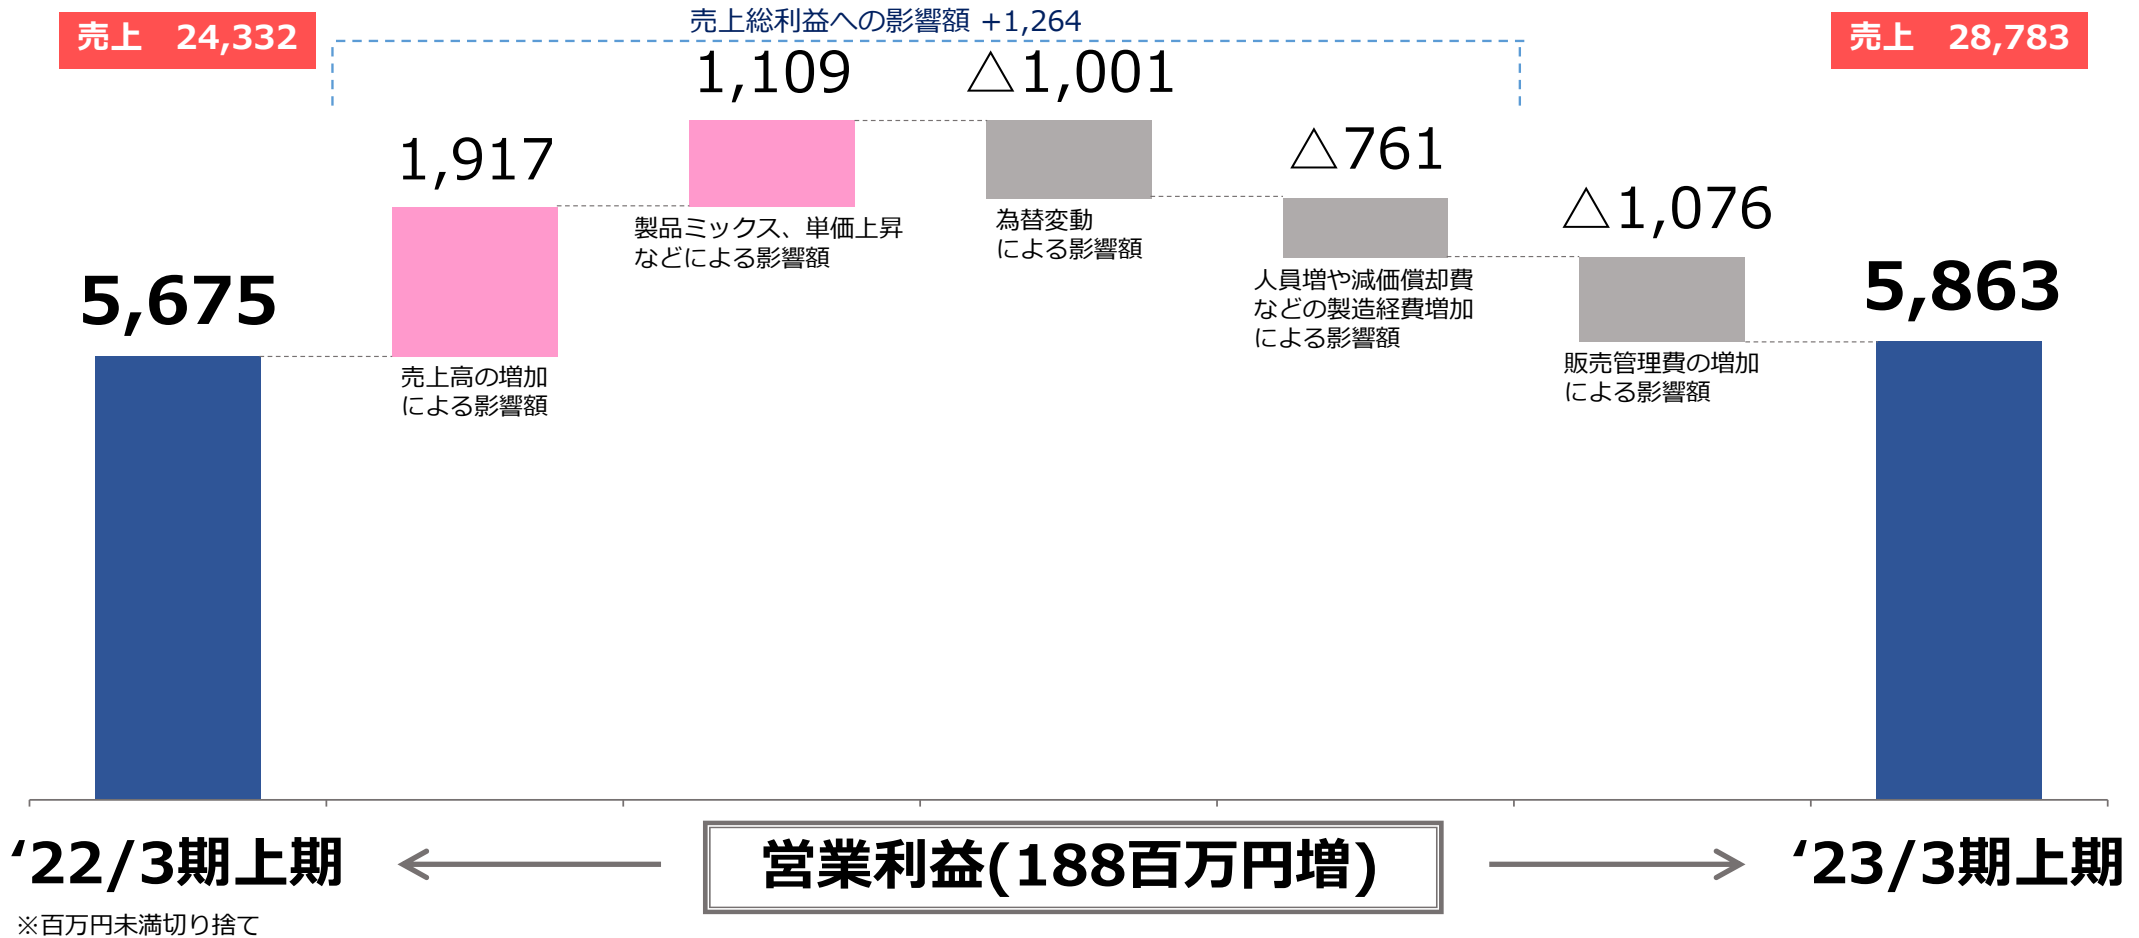 売上総利益への影響額 +1,264
売上　24,332
売上　28,783
5,675
1,917
売上高の増加
による影響額
1,109
製品ミックス、単価上昇
などによる影響額
△1,001
為替変動
による影響額
△761
人員増や減価償却費
などの製造経費増加
による影響額
△1,076
販売管理費の増加
による影響額
5,863
‘22/3期上期
営業利益(188百万円増)
‘23/3期上期
※百万円未満切り捨て